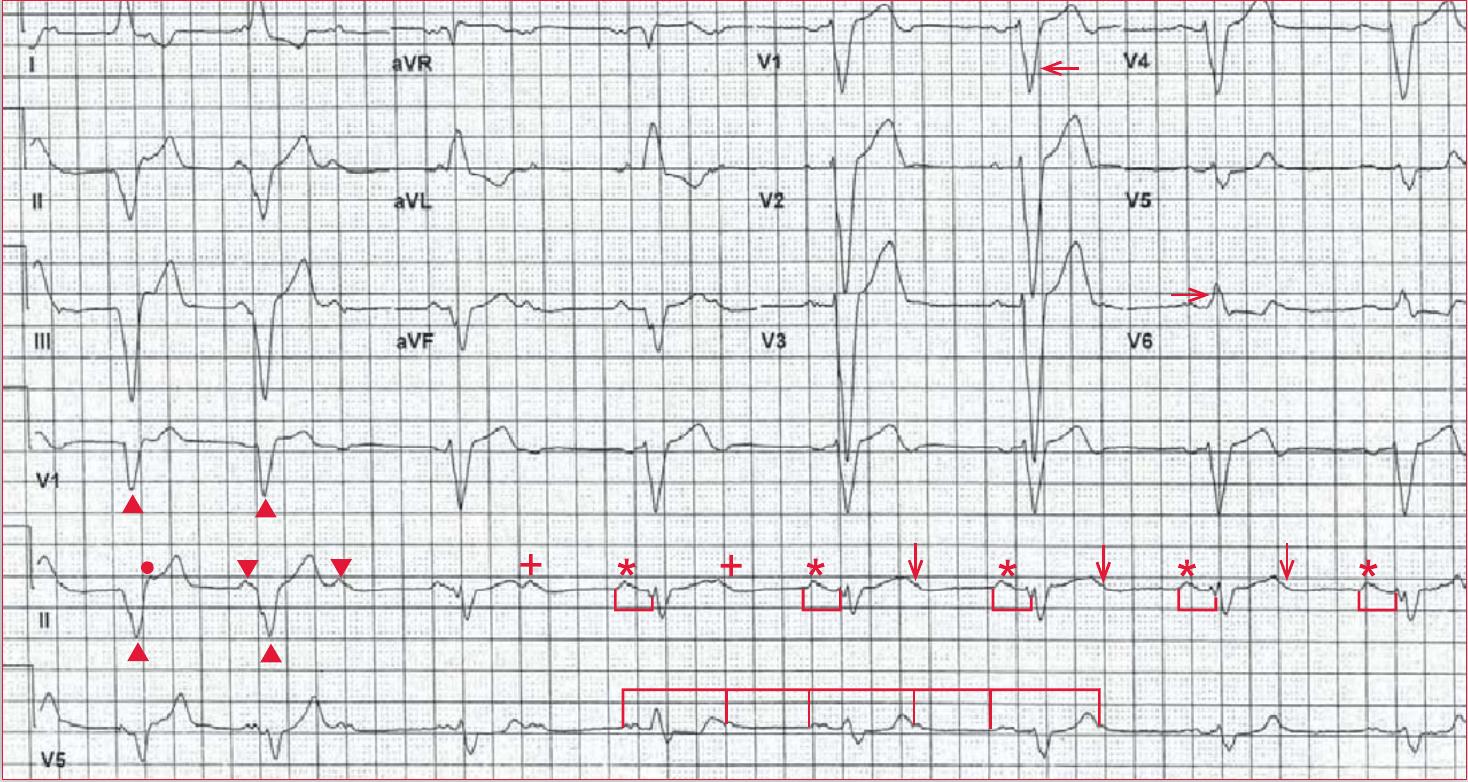 I aVR V1 V4
II aVL V2 V5
III aVF V3 V6
V1
+ * + * * * *
II
V5